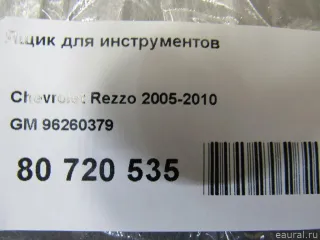 Ящик для инструментов
Chevrolet Rezzo 2005-2010
GM 96260379
80 720 535
eaural.ru